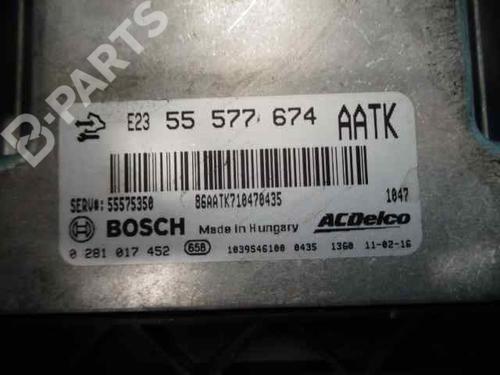 B-PARTS
E23 55 577 674 AATK
SERV#: 55575350 86AATK710470435 1047
BOSCH Made in Hungary ACDelco
0 281 017 452 658 1039S46100 0435 1360 11-02-16